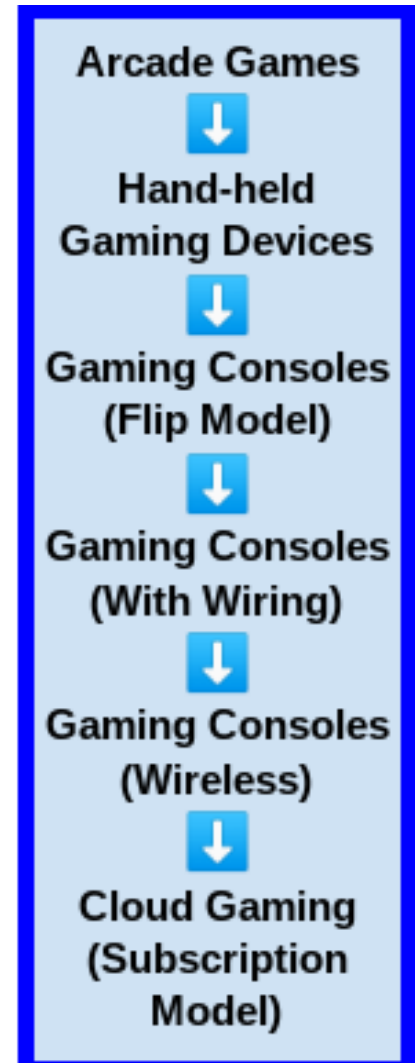 Arcade Games
⬇️
Hand-held
Gaming Devices
⬇️
Gaming Consoles
(Flip Model)
⬇️
Gaming Consoles
(With Wiring)
⬇️
Gaming Consoles
(Wireless)
⬇️
Cloud Gaming
(Subscription
Model)